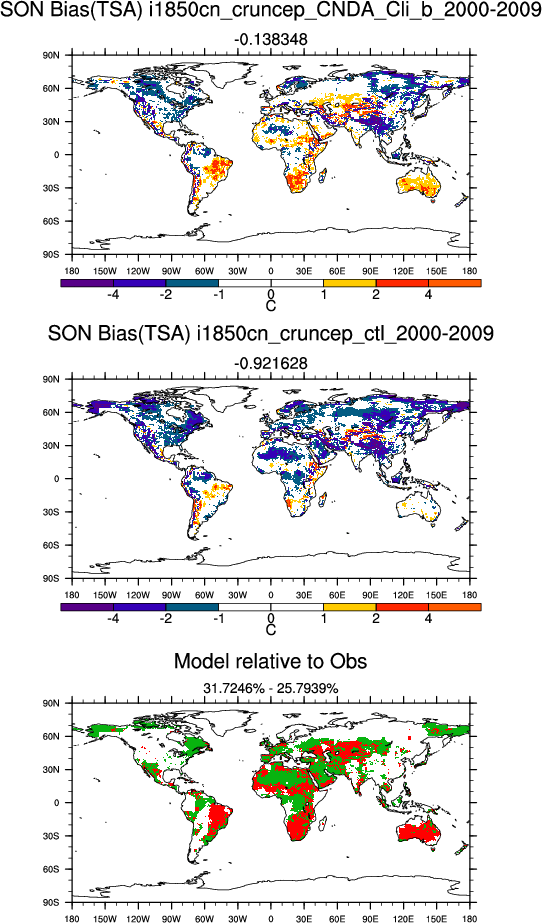 SON Bias(TSA) i1850cn_cruncep_CNDA_Cli_b_2000-2009
-0.138348
90N
60N
30N
0
30S
60S
90S
180 150W 120W 90W 60W 30W 0 30E 60E 90E 120E 150E 180
-4 -2 -1 0 1 2 4
C
SON Bias(TSA) i1850cn_cruncep_ctl_2000-2009
-0.921628
90N
60N
30N
0
30S
60S
90S
180 150W 120W 90W 60W 30W 0 30E 60E 90E 120E 150E 180
-4 -2 -1 0 1 2 4
C
Model relative to Obs
31.7246% - 25.7939%
90N
60N
30N
0
30S
60S
90S
180 150W 120W 90W 60W 30W 0 30E 60E 90E 120E 150E 180